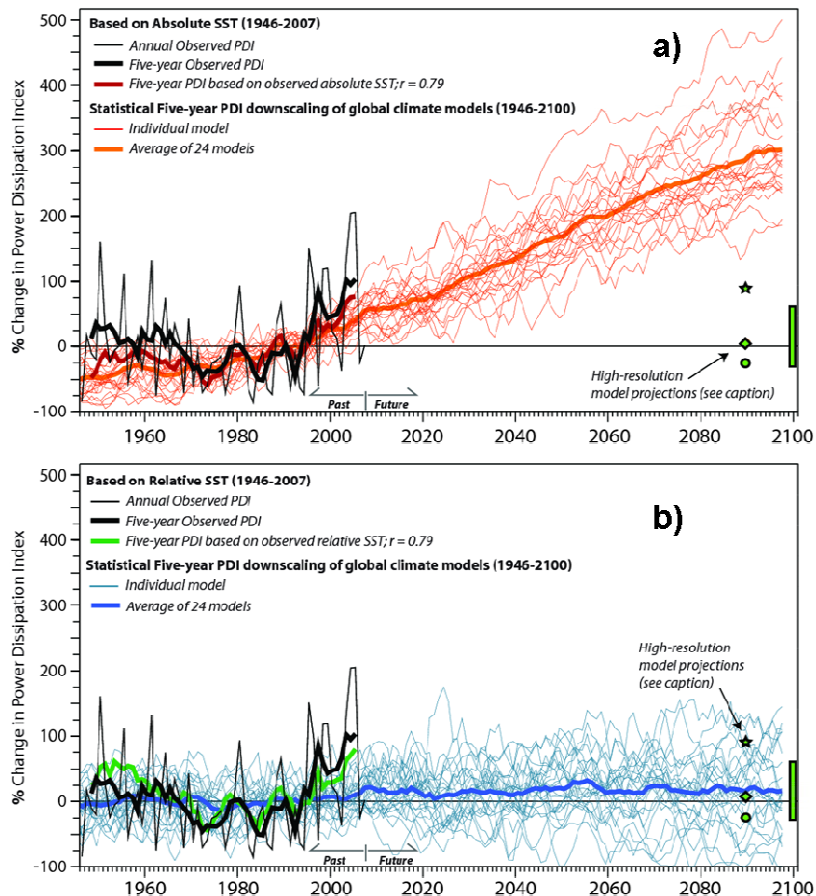 Based on Absolute SST (1946-2007)
Annual Observed PDI
Five-year Observed PDI
Five-year PDI based on observed absolute SST; r = 0.79
Statistical Five-year PDI downscaling of global climate models (1946-2100)
Individual model
Average of 24 models
a)
% Change in Power Dissipation Index
500
400
300
200
100
0
-100
High-resolution
model projections (see caption)
Past
Future
1960
1980
2000
2020
2040
2060
2080
2100
Based on Relative SST (1946-2007)
Annual Observed PDI
Five-year Observed PDI
Five-year PDI based on observed relative SST; r = 0.79
Statistical Five-year PDI downscaling of global climate models (1946-2100)
Individual model
Average of 24 models
b)
% Change in Power Dissipation Index
500
400
300
200
100
0
-100
High-resolution
model projections
(see caption)
Past
Future
1960
1980
2000
2020
2040
2060
2080
2100